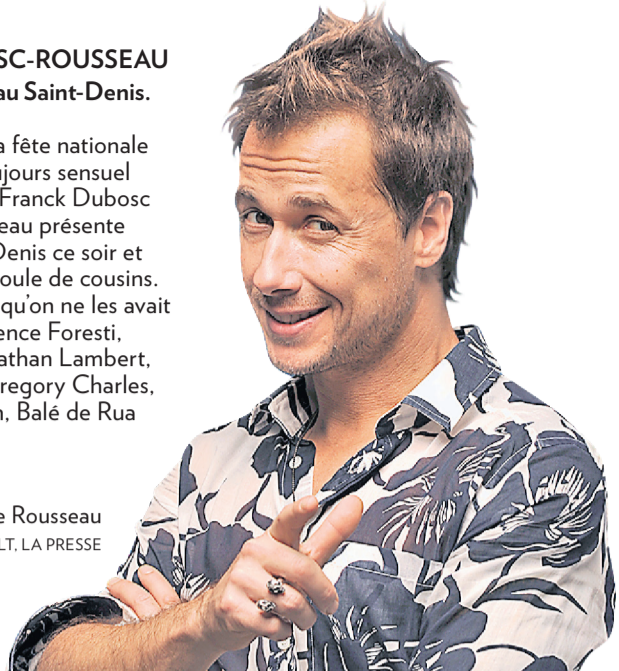 SC-ROUSSEAU
au Saint-Denis.
a fête nationale
ujours sensuel
Franck Dubosc
eau présente
Denis ce soir et
oule de cousins.
qu'on ne les avait
ence Foresti,
athan Lambert,
regory Charles,
n, Balé de Rua
e Rousseau
LT, LA PRESSE